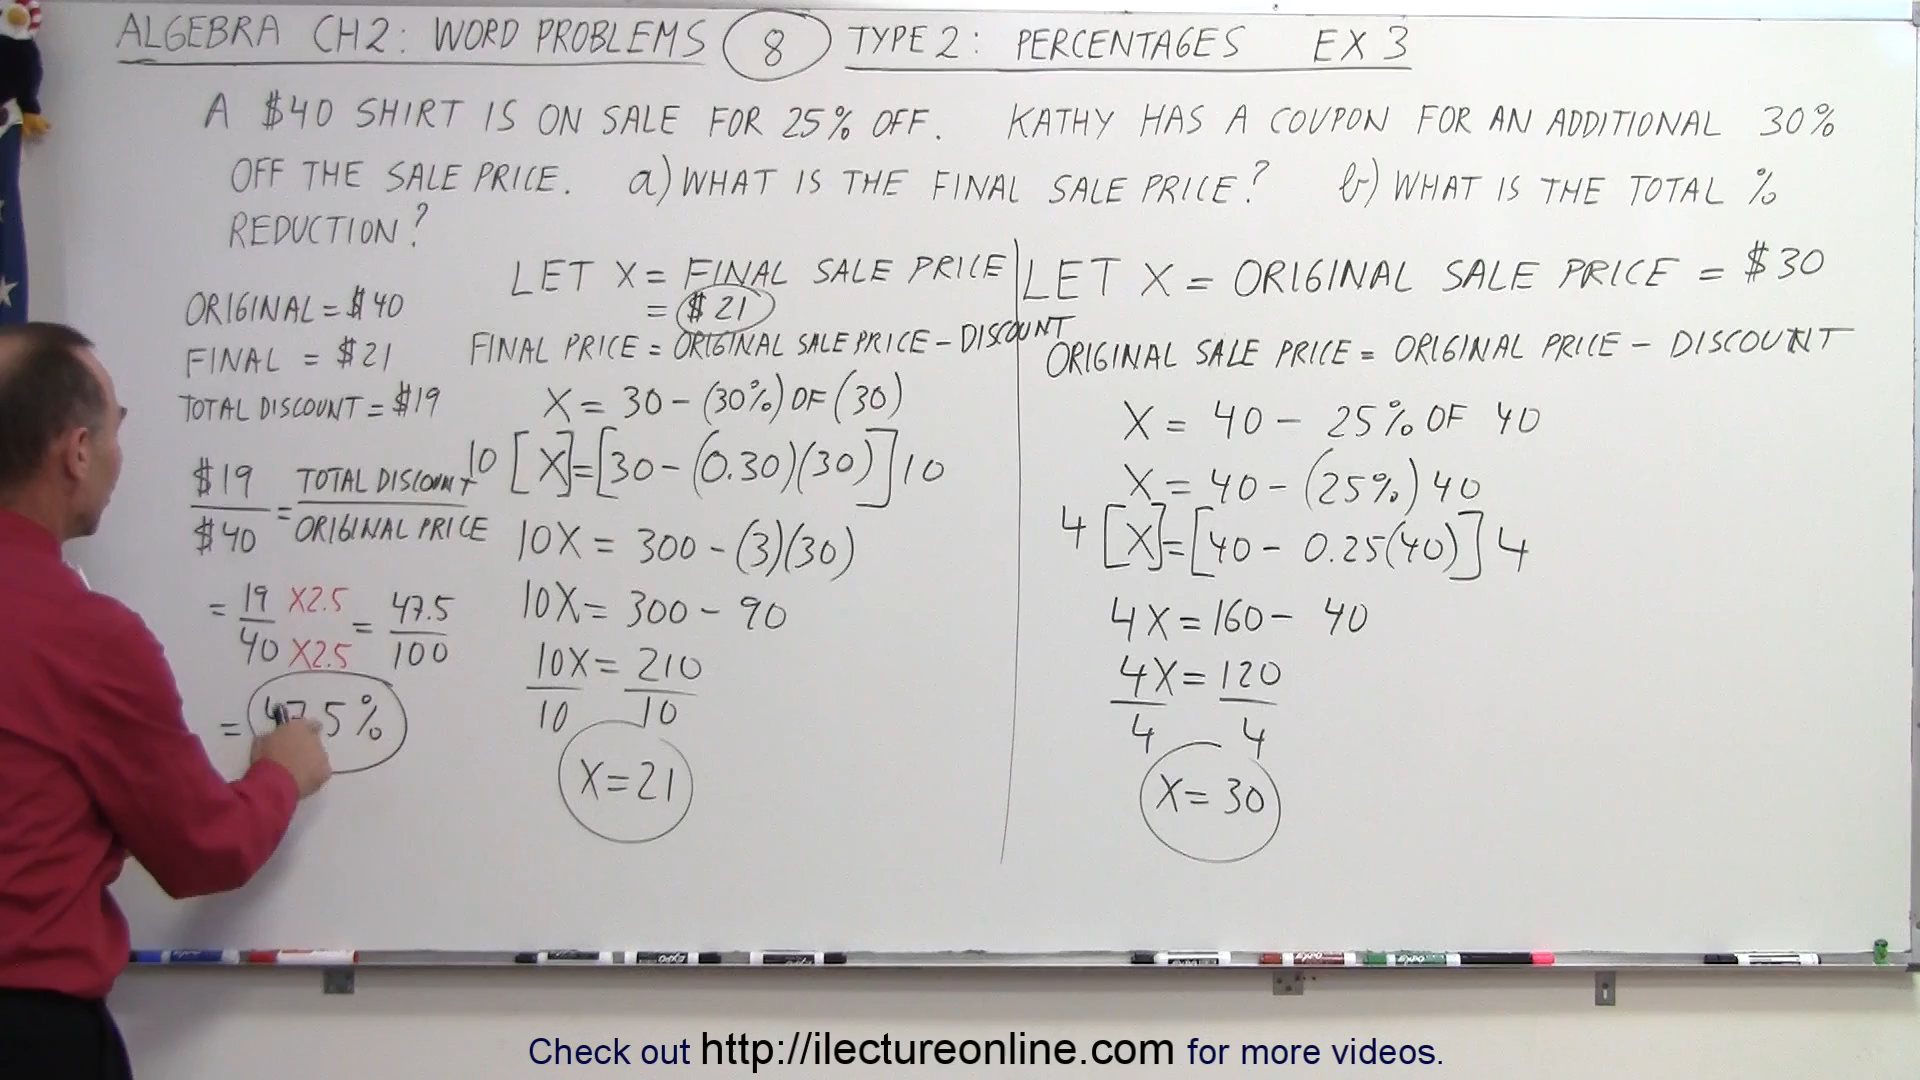 ALGEBRA CH2: WORD PROBLEMS 8 TYPE 2: PERCENTAGES EX 3
A $40 SHIRT IS ON SALE FOR 25% OFF. KATHY HAS A COUPON FOR AN ADDITIONAL 30%
OFF THE SALE PRICE. a) WHAT IS THE FINAL SALE PRICE? b) WHAT IS THE TOTAL %
REDUCTION?
ORIGINAL = $40
FINAL = $21
TOTAL DISCOUNT = $19
$19/$40 = TOTAL DISCOUNT/ORIGINAL PRICE
= 19/40 X2.5/X2.5 = 47.5/100
= 47.5%
LET X = FINAL SALE PRICE
= $21
FINAL PRICE = ORIGINAL SALE PRICE - DISCOUNT
X = 30 - (30%) OF (30)
10 [X] = [30 - (0.30)(30)] 10
10X = 300 - (3)(30)
10X = 300 - 90
10X = 210
10 10
X = 21
LET X = ORIGINAL SALE PRICE = $30
ORIGINAL SALE PRICE = ORIGINAL PRICE - DISCOUNT
X = 40 - 25% OF 40
X = 40 - (25%) 40
4 [X] = [40 - 0.25(40)] 4
4X = 160 - 40
4X = 120
4 4
X = 30
Check out http://ilectureonline.com for more videos.